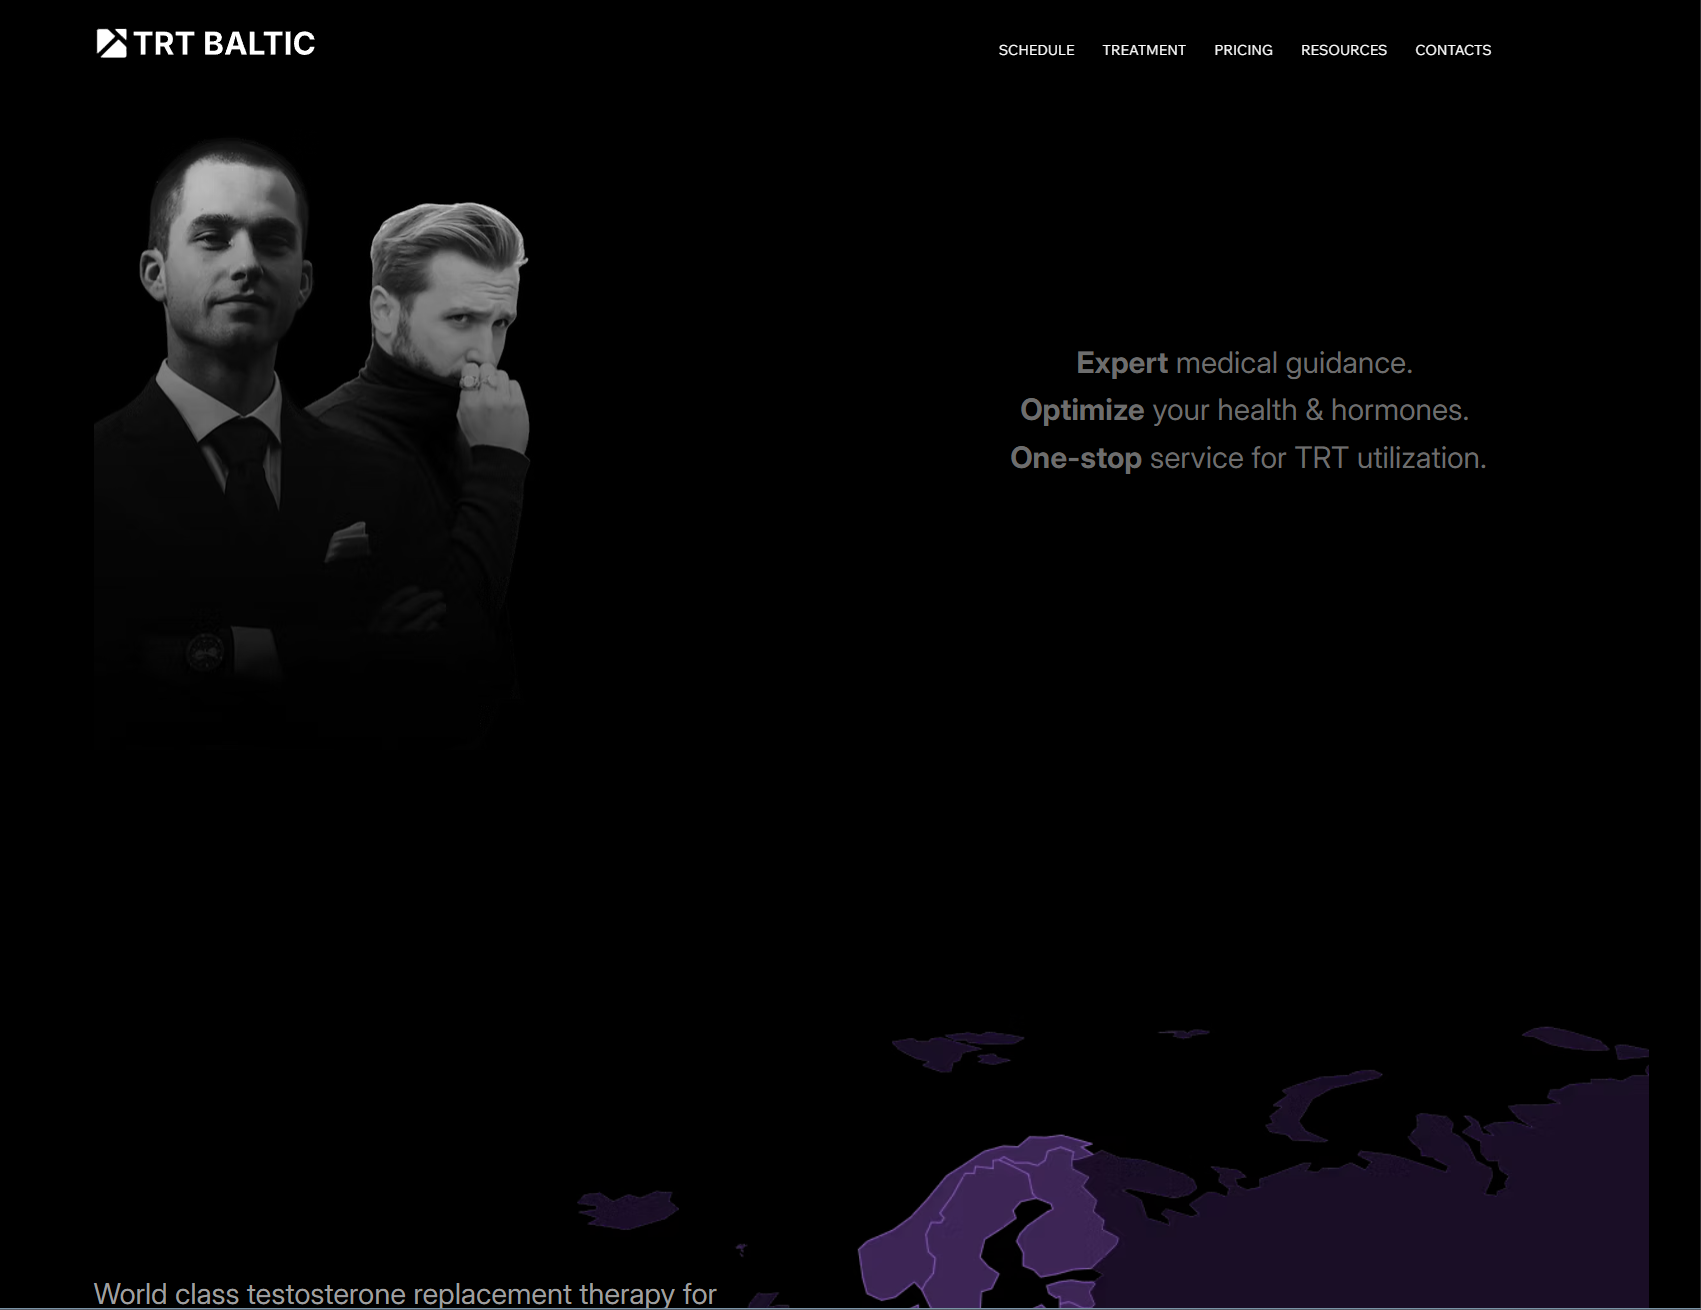 TRT BALTIC
SCHEDULE TREATMENT PRICING RESOURCES CONTACTS
Expert medical guidance.
Optimize your health & hormones.
One-stop service for TRT utilization.
World class testosterone replacement therapy for